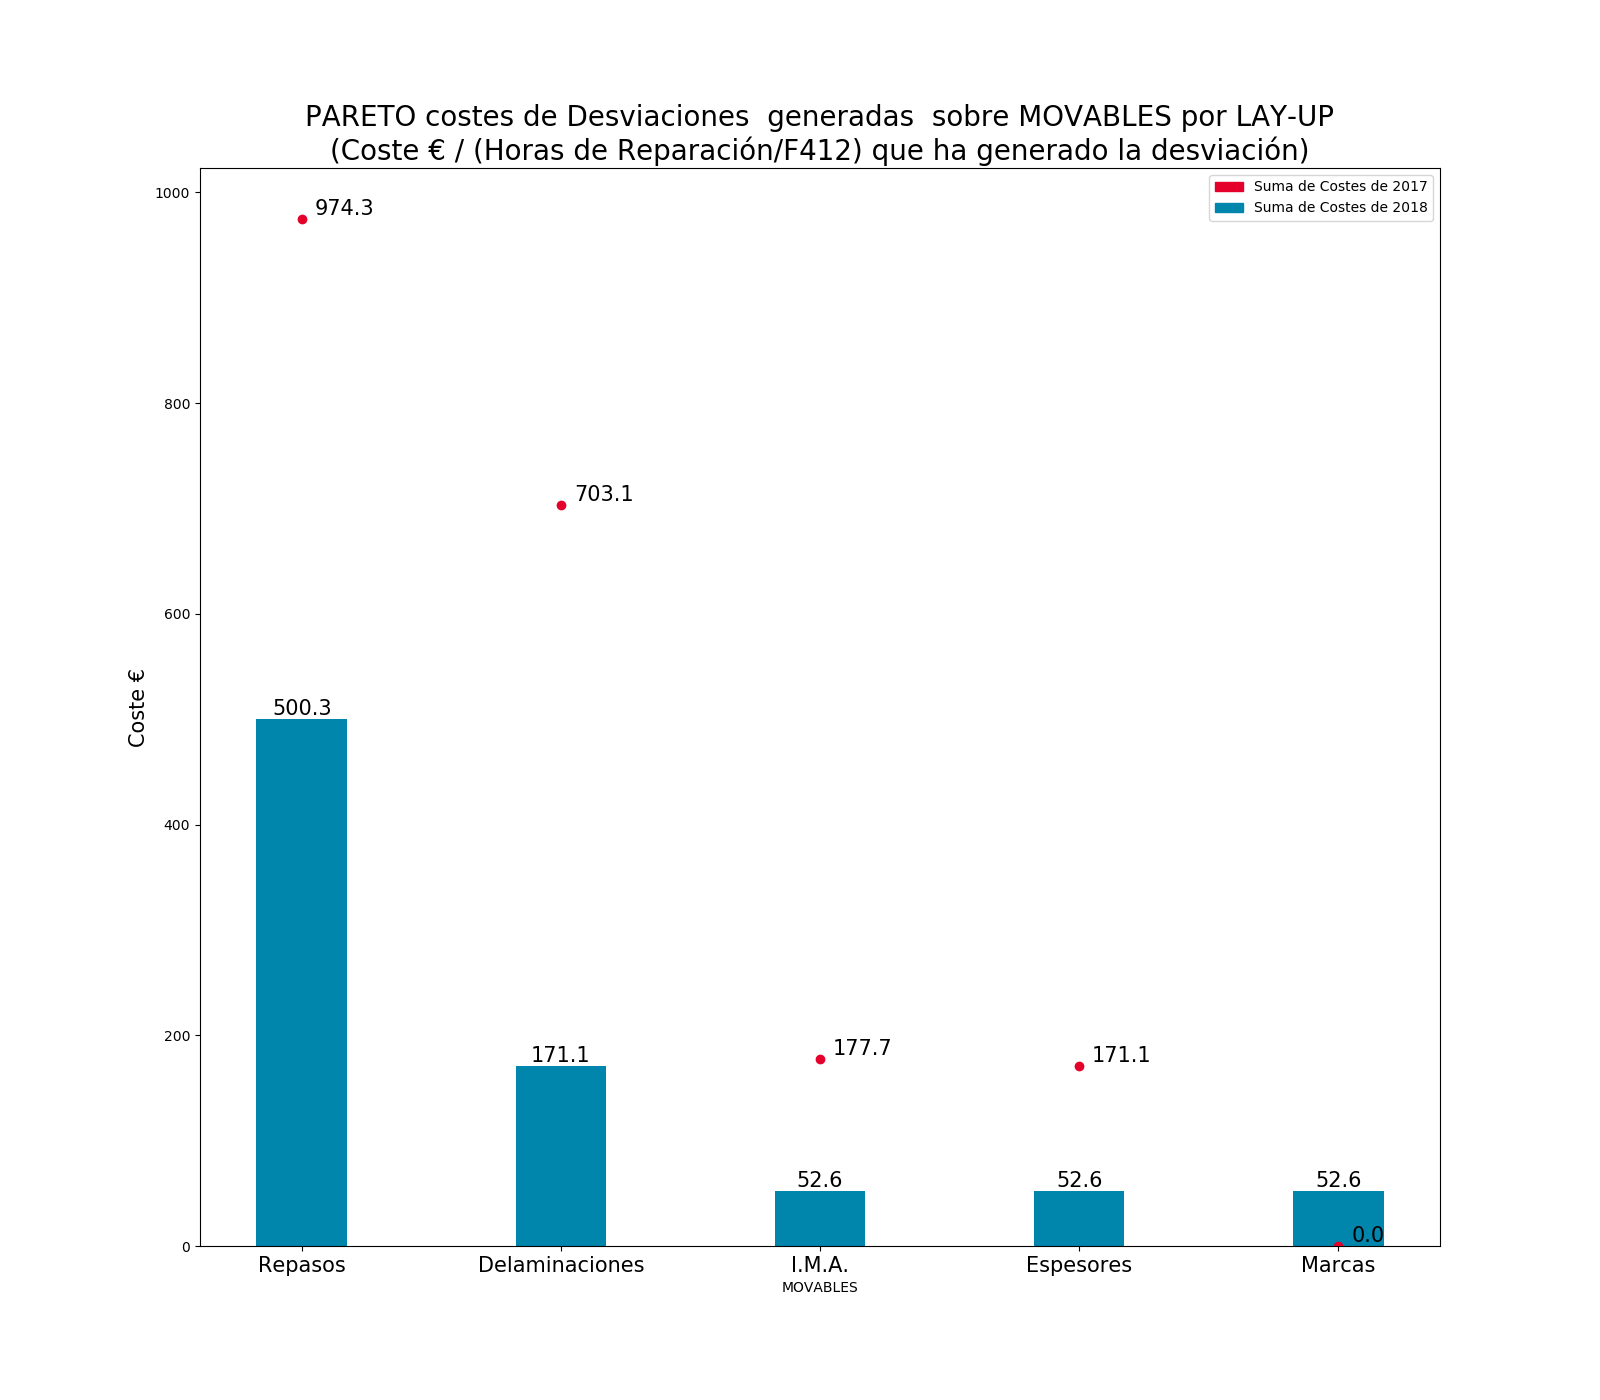 PARETO costes de Desviaciones  generadas  sobre MOVABLES por LAY-UP
(Coste € / (Horas de Reparación/F412) que ha generado la desviación)
Suma de Costes de 2017
Suma de Costes de 2018
1000
800
600
400
200
0
Coste €
974.3
703.1
177.7
171.1
0.0
500.3
171.1
52.6
52.6
52.6
Repasos
Delaminaciones
I.M.A.
Espesores
Marcas
MOVABLES